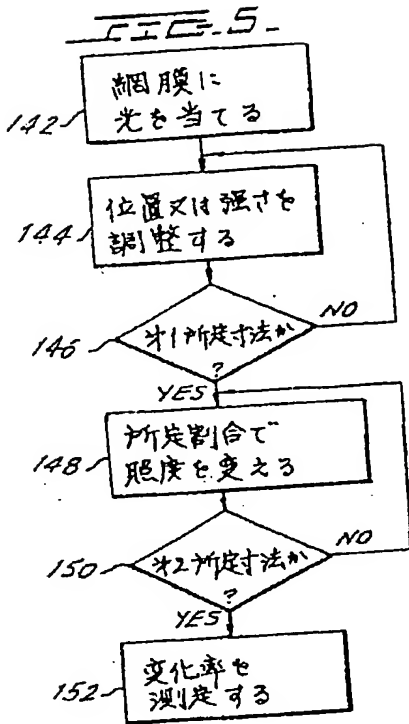 FIG-5-
142
網膜に
光を当てる
144
位置又は強さを
調整する
146
才1所定寸法か
?
NO
YES
148
所定割合で
照度を変える
150
才2所定寸法か
?
NO
YES
152
変化率を
測定する